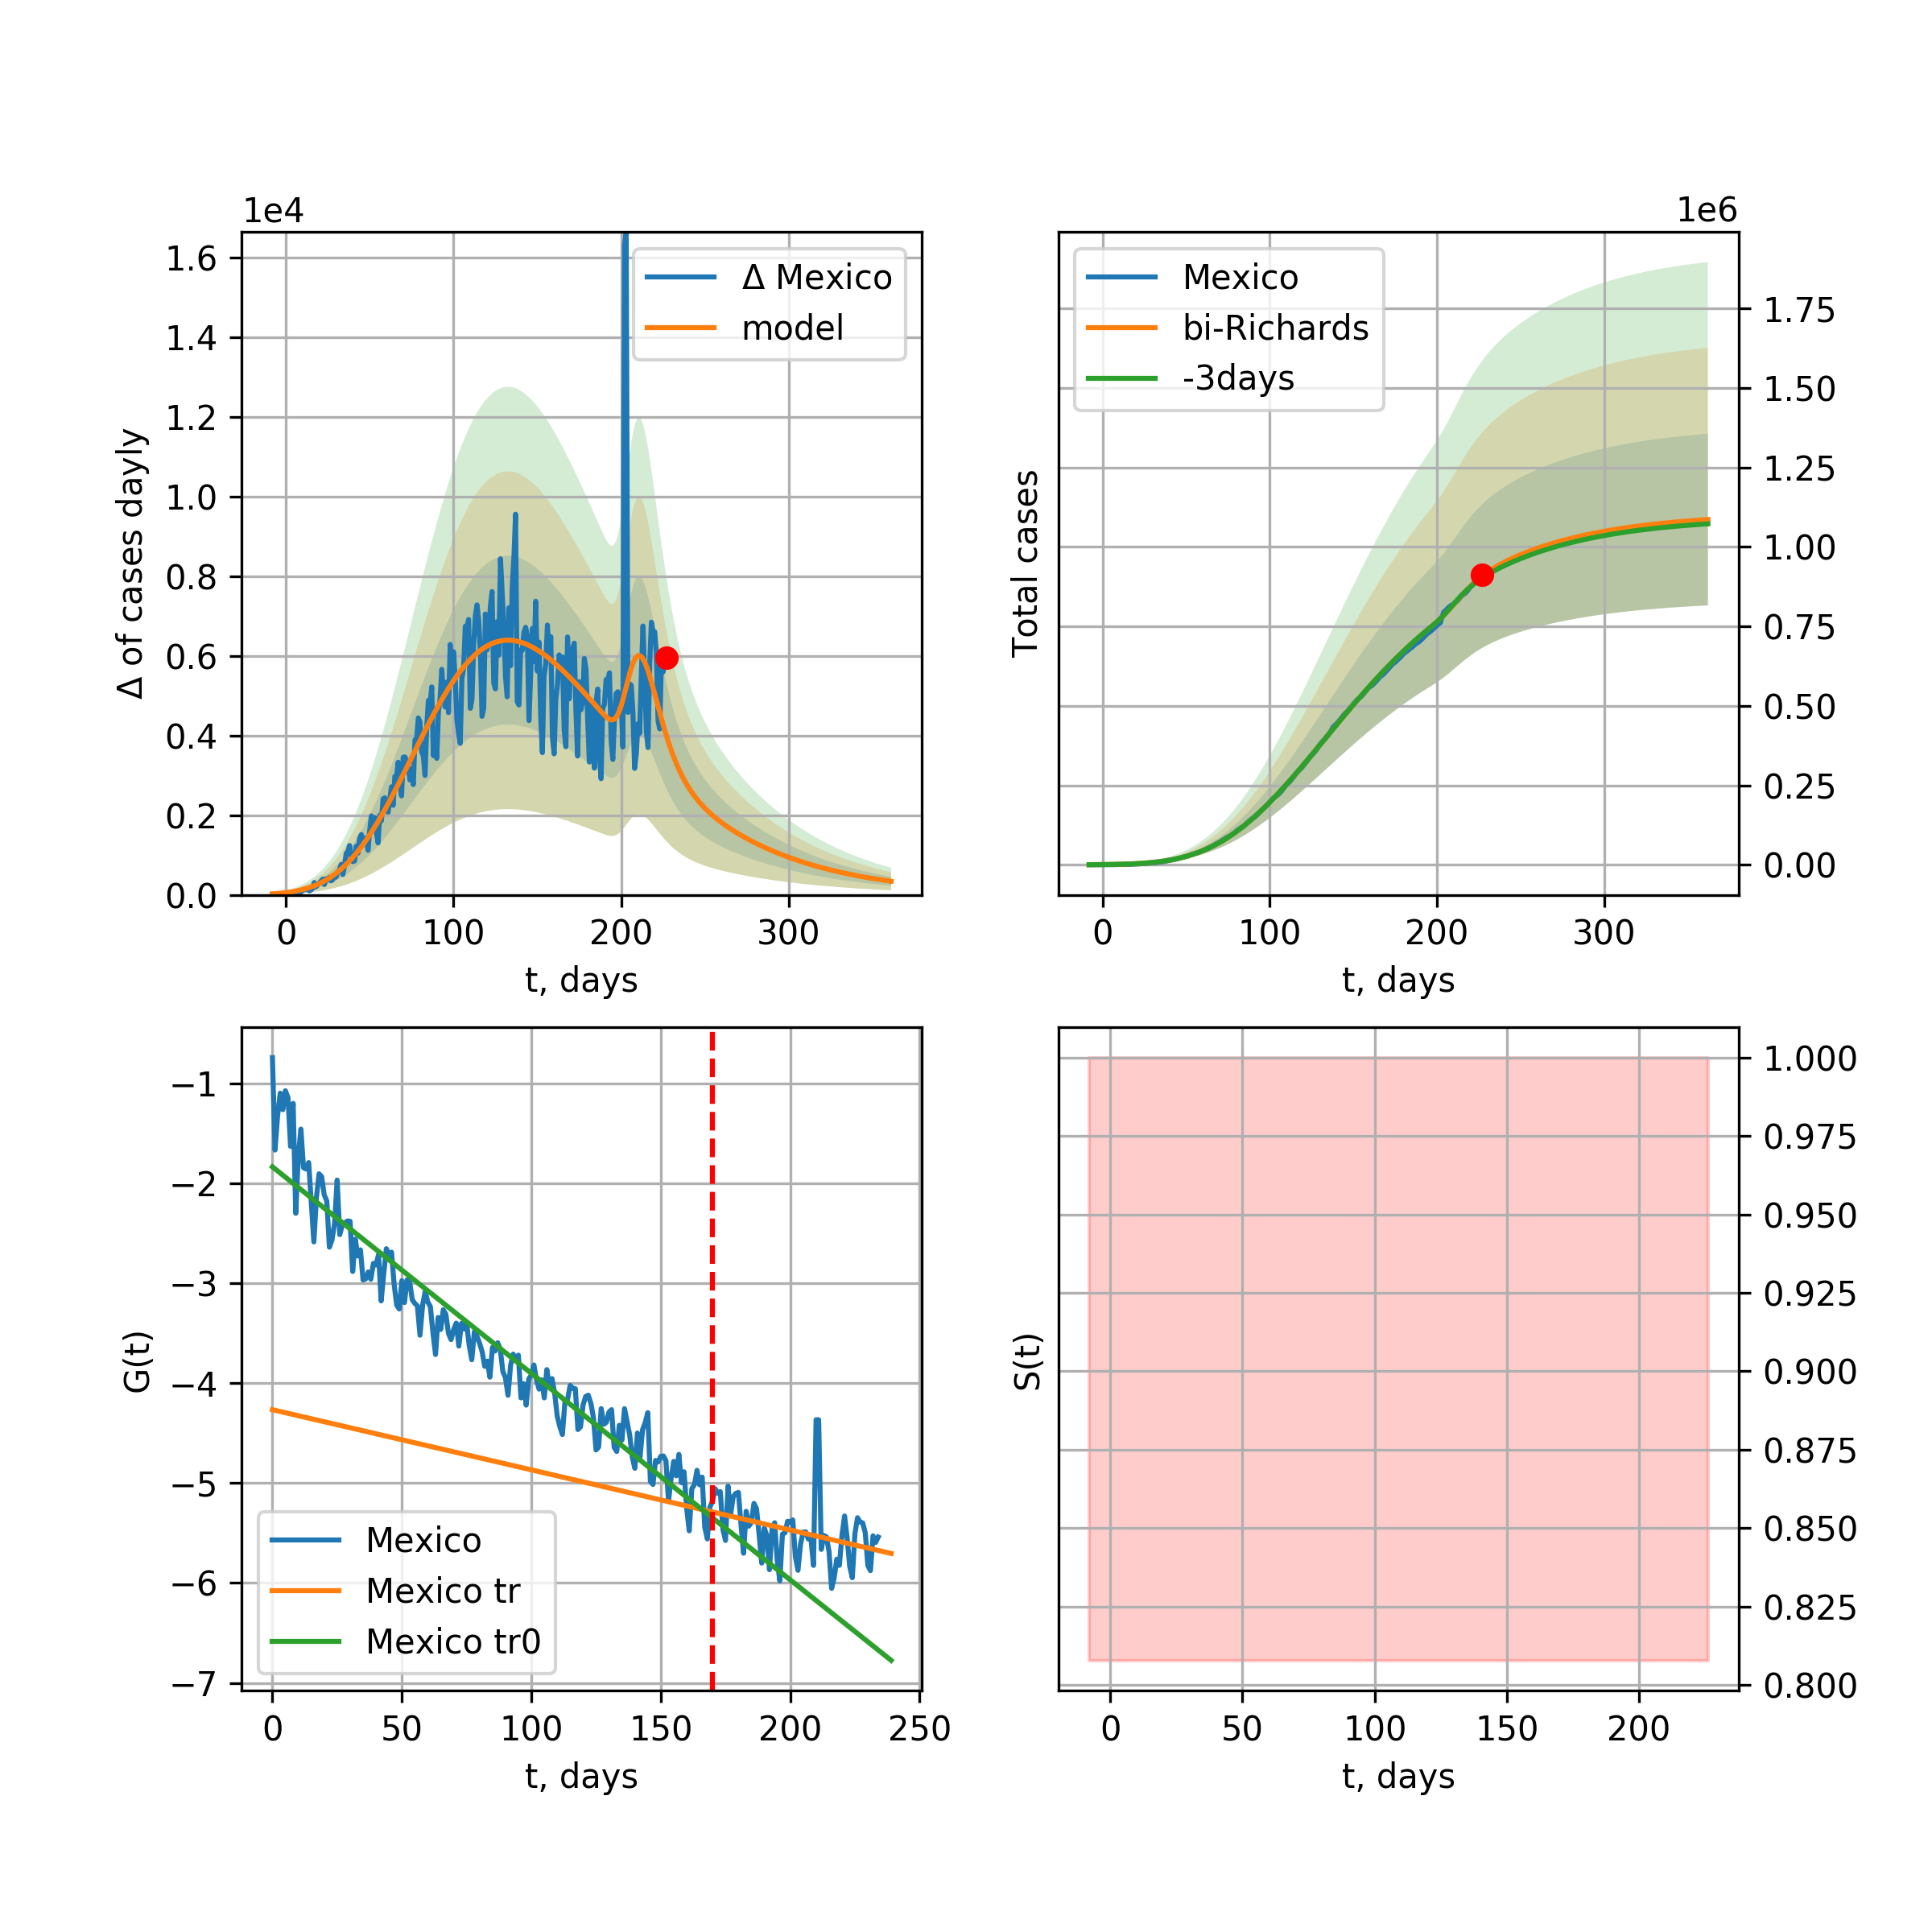 1e4
1.6
1.4
1.2
1.0
0.8
0.6
0.4
0.2
0.0
Δ of cases dayly
Δ Mexico
model
0 100 200 300
t, days
1e6
Mexico
bi-Richards
-3days
Total cases
1.75
1.50
1.25
1.00
0.75
0.50
0.25
0.00
0 100 200 300
t, days
G(t)
−1
−2
−3
−4
−5
−6
−7
Mexico
Mexico tr
Mexico tr0
0 50 100 150 200 250
t, days
S(t)
1.000
0.975
0.950
0.925
0.900
0.875
0.850
0.825
0.800
0 50 100 150 200
t, days